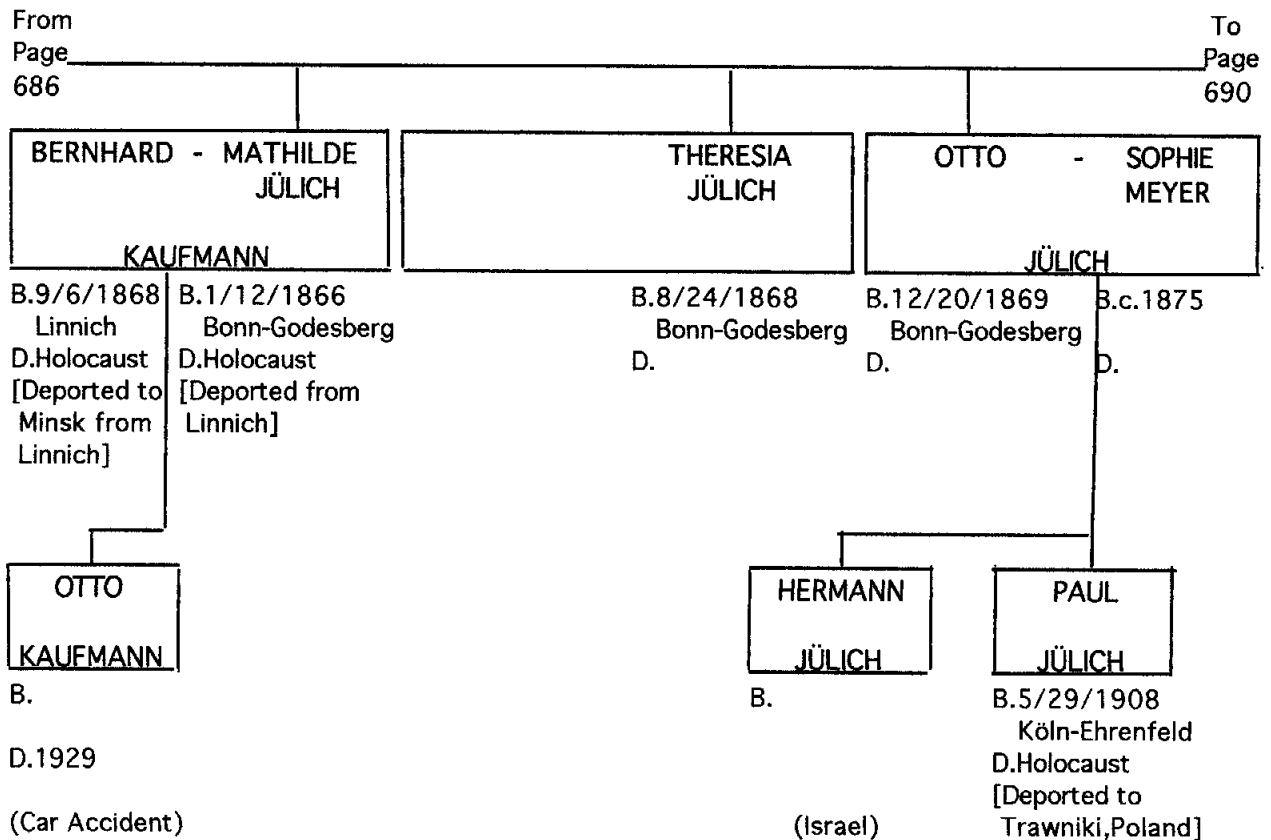 From
Page
686
To
Page
690
BERNHARD - MATHILDE
JÜLICH
KAUFMANN
B.9/6/1868
Linnich
D.Holocaust
[Deported to
Minsk from
Linnich]
B.1/12/1866
Bonn-Godesberg
D.Holocaust
[Deported from
Linnich]
THERESIA
JÜLICH
B.8/24/1868
Bonn-Godesberg
D.
OTTO - SOPHIE
MEYER
JÜLICH
B.12/20/1869
Bonn-Godesberg
D.
B.c.1875
D.
OTTO
KAUFMANN
B.
D.1929
(Car Accident)
HERMANN
JÜLICH
B.
(Israel)
PAUL
JÜLICH
B.5/29/1908
Köln-Ehrenfeld
D.Holocaust
[Deported to
Trawniki,Poland]